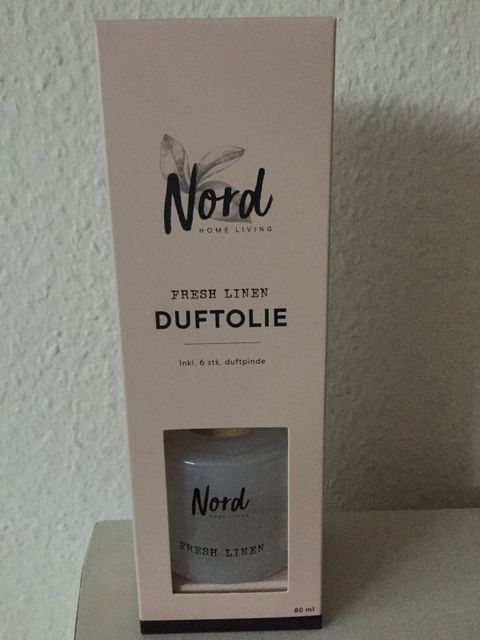 Nord
HOME LIVING
FRESH LINEN
DUFTOLIE
Inkl. 6 stk. duftpinde
Nord
HOME LIVING
FRESH LINEN
80 ml